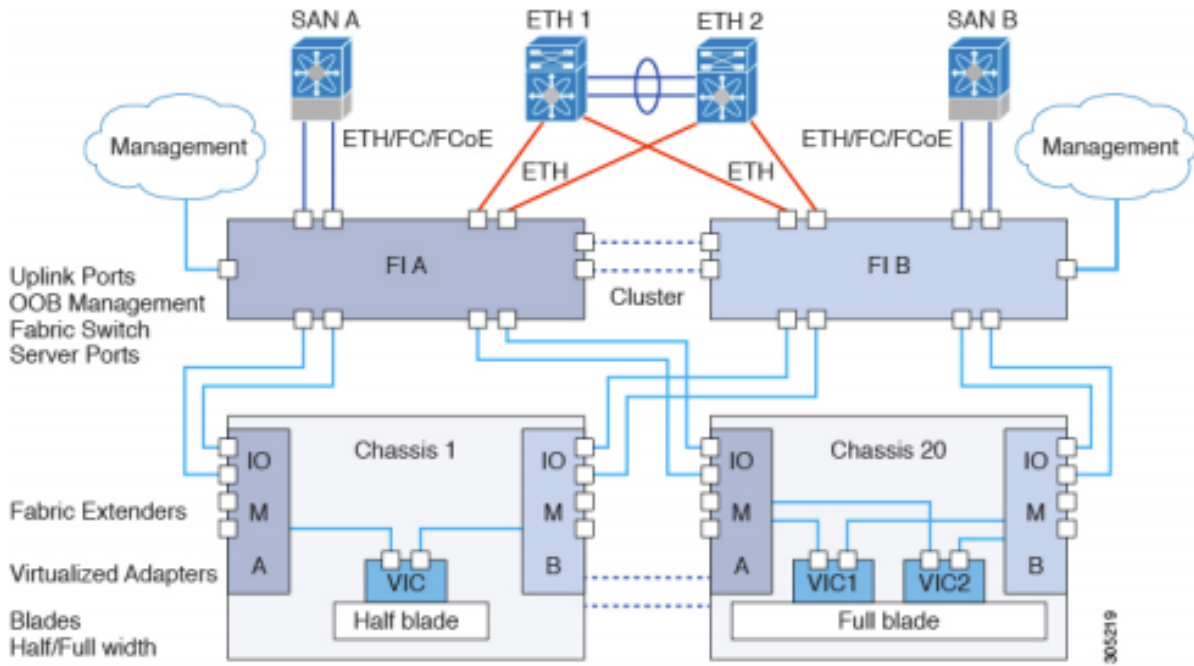 SAN A
ETH 1
ETH 2
SAN B
Management
ETH/FC/FCoE
ETH/FC/FCoE
Management
ETH
ETH
FI A
FI B
Cluster
Uplink Ports
OOB Management
Fabric Switch
Server Ports
Chassis 1
Chassis 20
IO
M
A
IO
M
B
IO
M
A
IO
M
B
Fabric Extenders
Virtualized Adapters
VIC
VIC1
VIC2
Blades
Half/Full width
Half blade
Full blade
305219